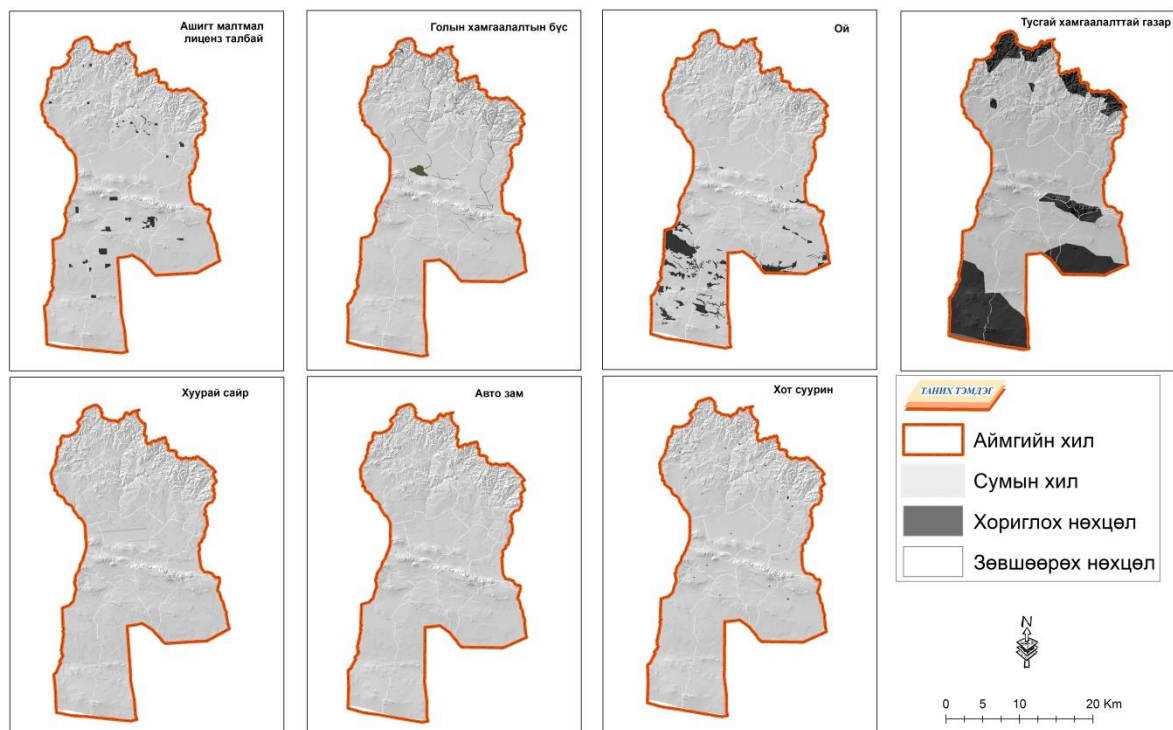 Ашигт малтмал
лиценз талбай
Голын хамгаалалтын бүс
Ой
Тусгай хамгаалалттай газар
Хуурай сайр
Авто зам
Хот суурин
ТАНИХ ТЭМДЭГ
Аймгийн хил
Сумын хил
Хориглох нөхцөл
Зөвшөөрөх нөхцөл
N
0 5 10 20 Km